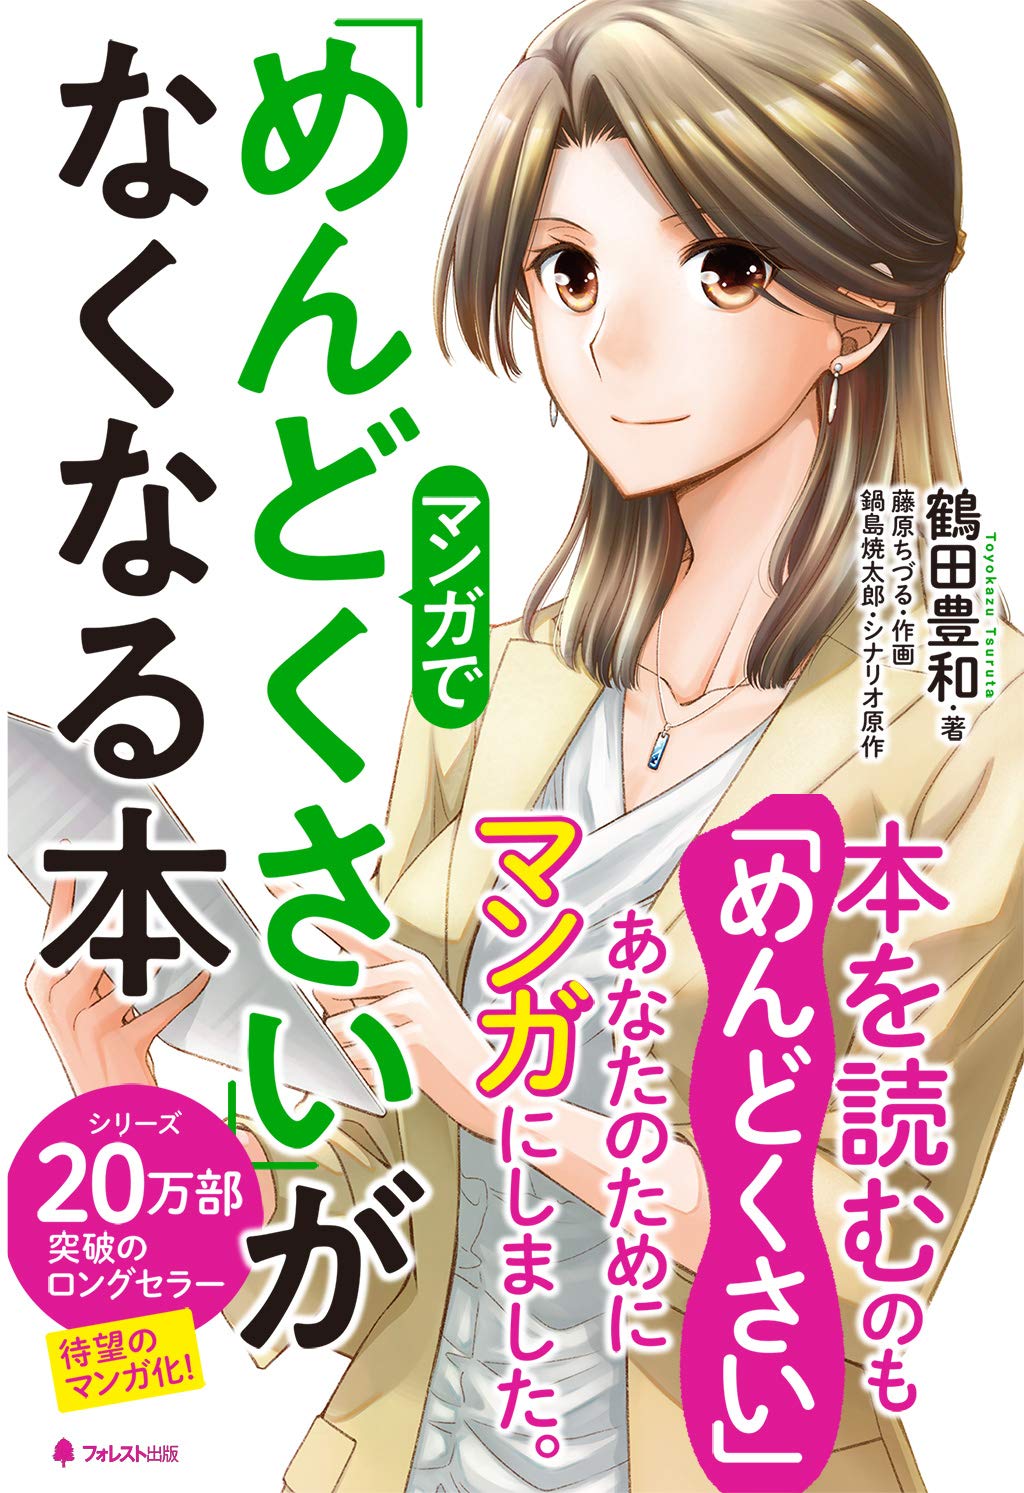 マンガで
「めんどくさい」が
なくなる本
鶴田豊和・著
Toyokazu Tsuruta
藤原ちづる・作画
鍋島焼太郎・シナリオ原作
本を読むのも
「めんどくさい」
あなたのために
マンガにしました。
シリーズ
20万部
突破の
ロングセラー
待望の
マンガ化!
フォレスト出版